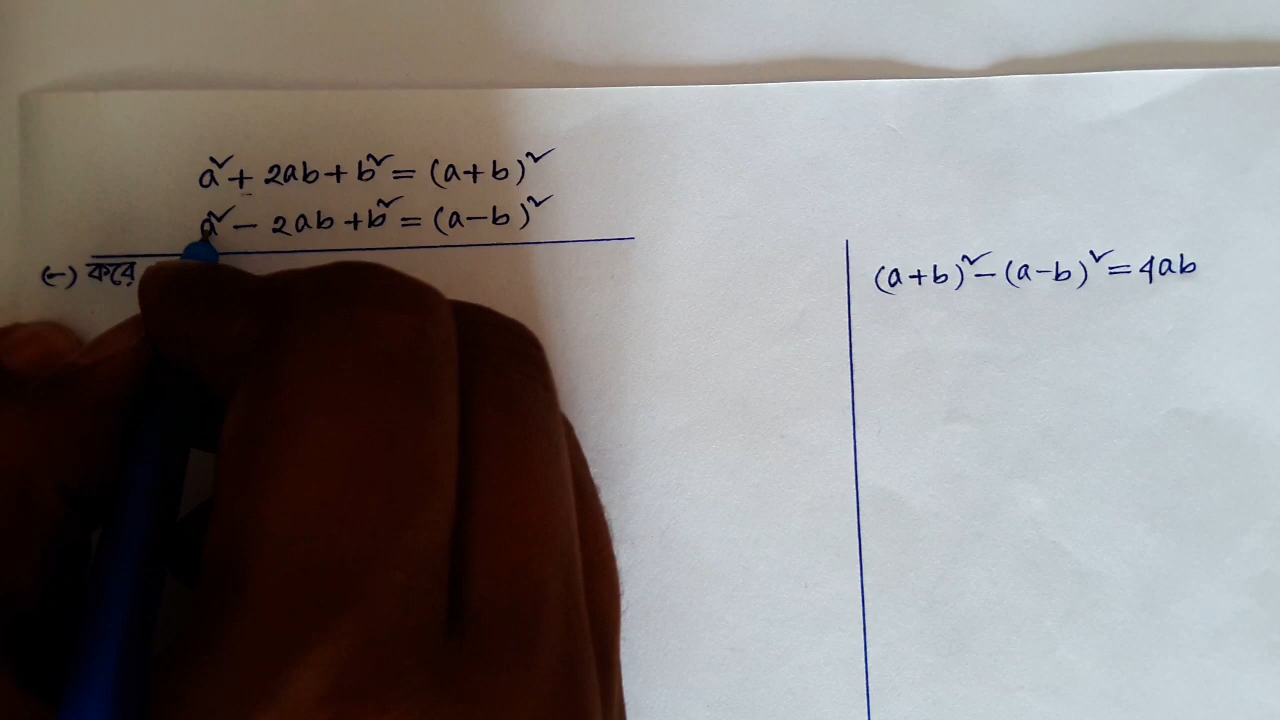 a² + 2ab + b² = (a+b)²
a² - 2ab + b² = (a-b)²
(-) করে
(a+b)² - (a-b)² = 4ab